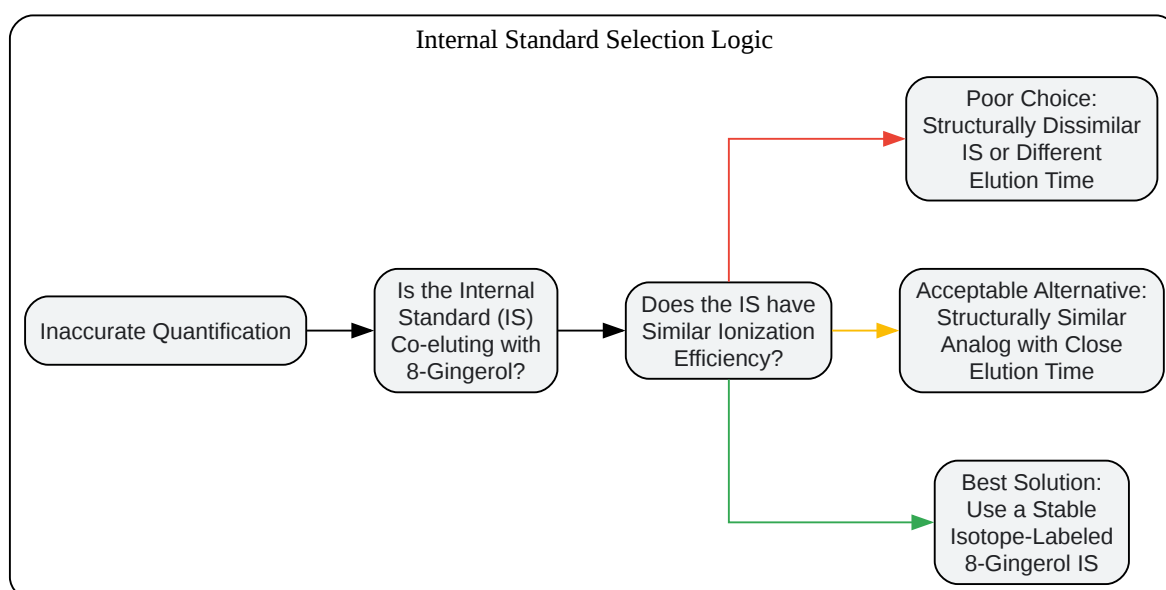 Internal Standard Selection Logic
Inaccurate Quantification
Is the Internal
Standard (IS)
Co-eluting with
8-Gingerol?
Does the IS have
Similar Ionization
Efficiency?
Poor Choice:
Structurally Dissimilar
IS or Different
Elution Time
Acceptable Alternative:
Structurally Similar
Analog with Close
Elution Time
Best Solution:
Use a Stable
Isotope-Labeled
8-Gingerol IS